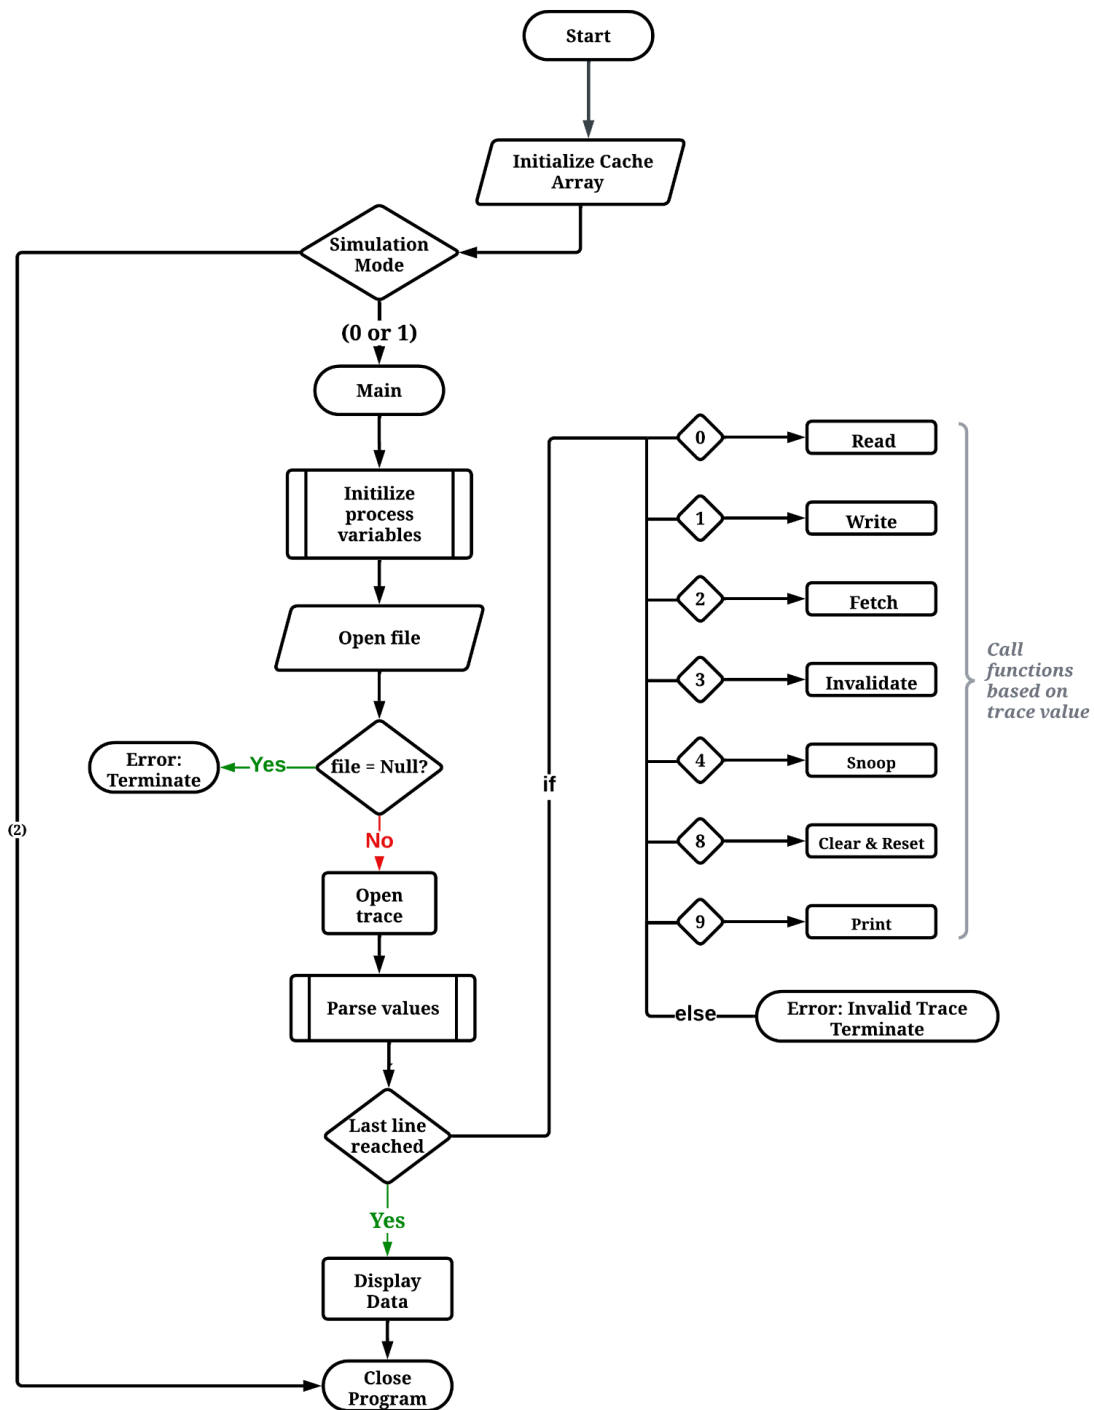 Start
Initialize Cache
Array
Simulation
Mode
(0 or 1)
Main
Initilize
process
variables
Open file
file = Null?
Yes
Error:
Terminate
No
Open
trace
Parse values
Last line
reached
Yes
Display
Data
Close
Program
(2)
if
0
Read
1
Write
2
Fetch
3
Invalidate
4
Snoop
8
Clear & Reset
9
Print
else
Error: Invalid Trace
Terminate
Call
functions
based on
trace value